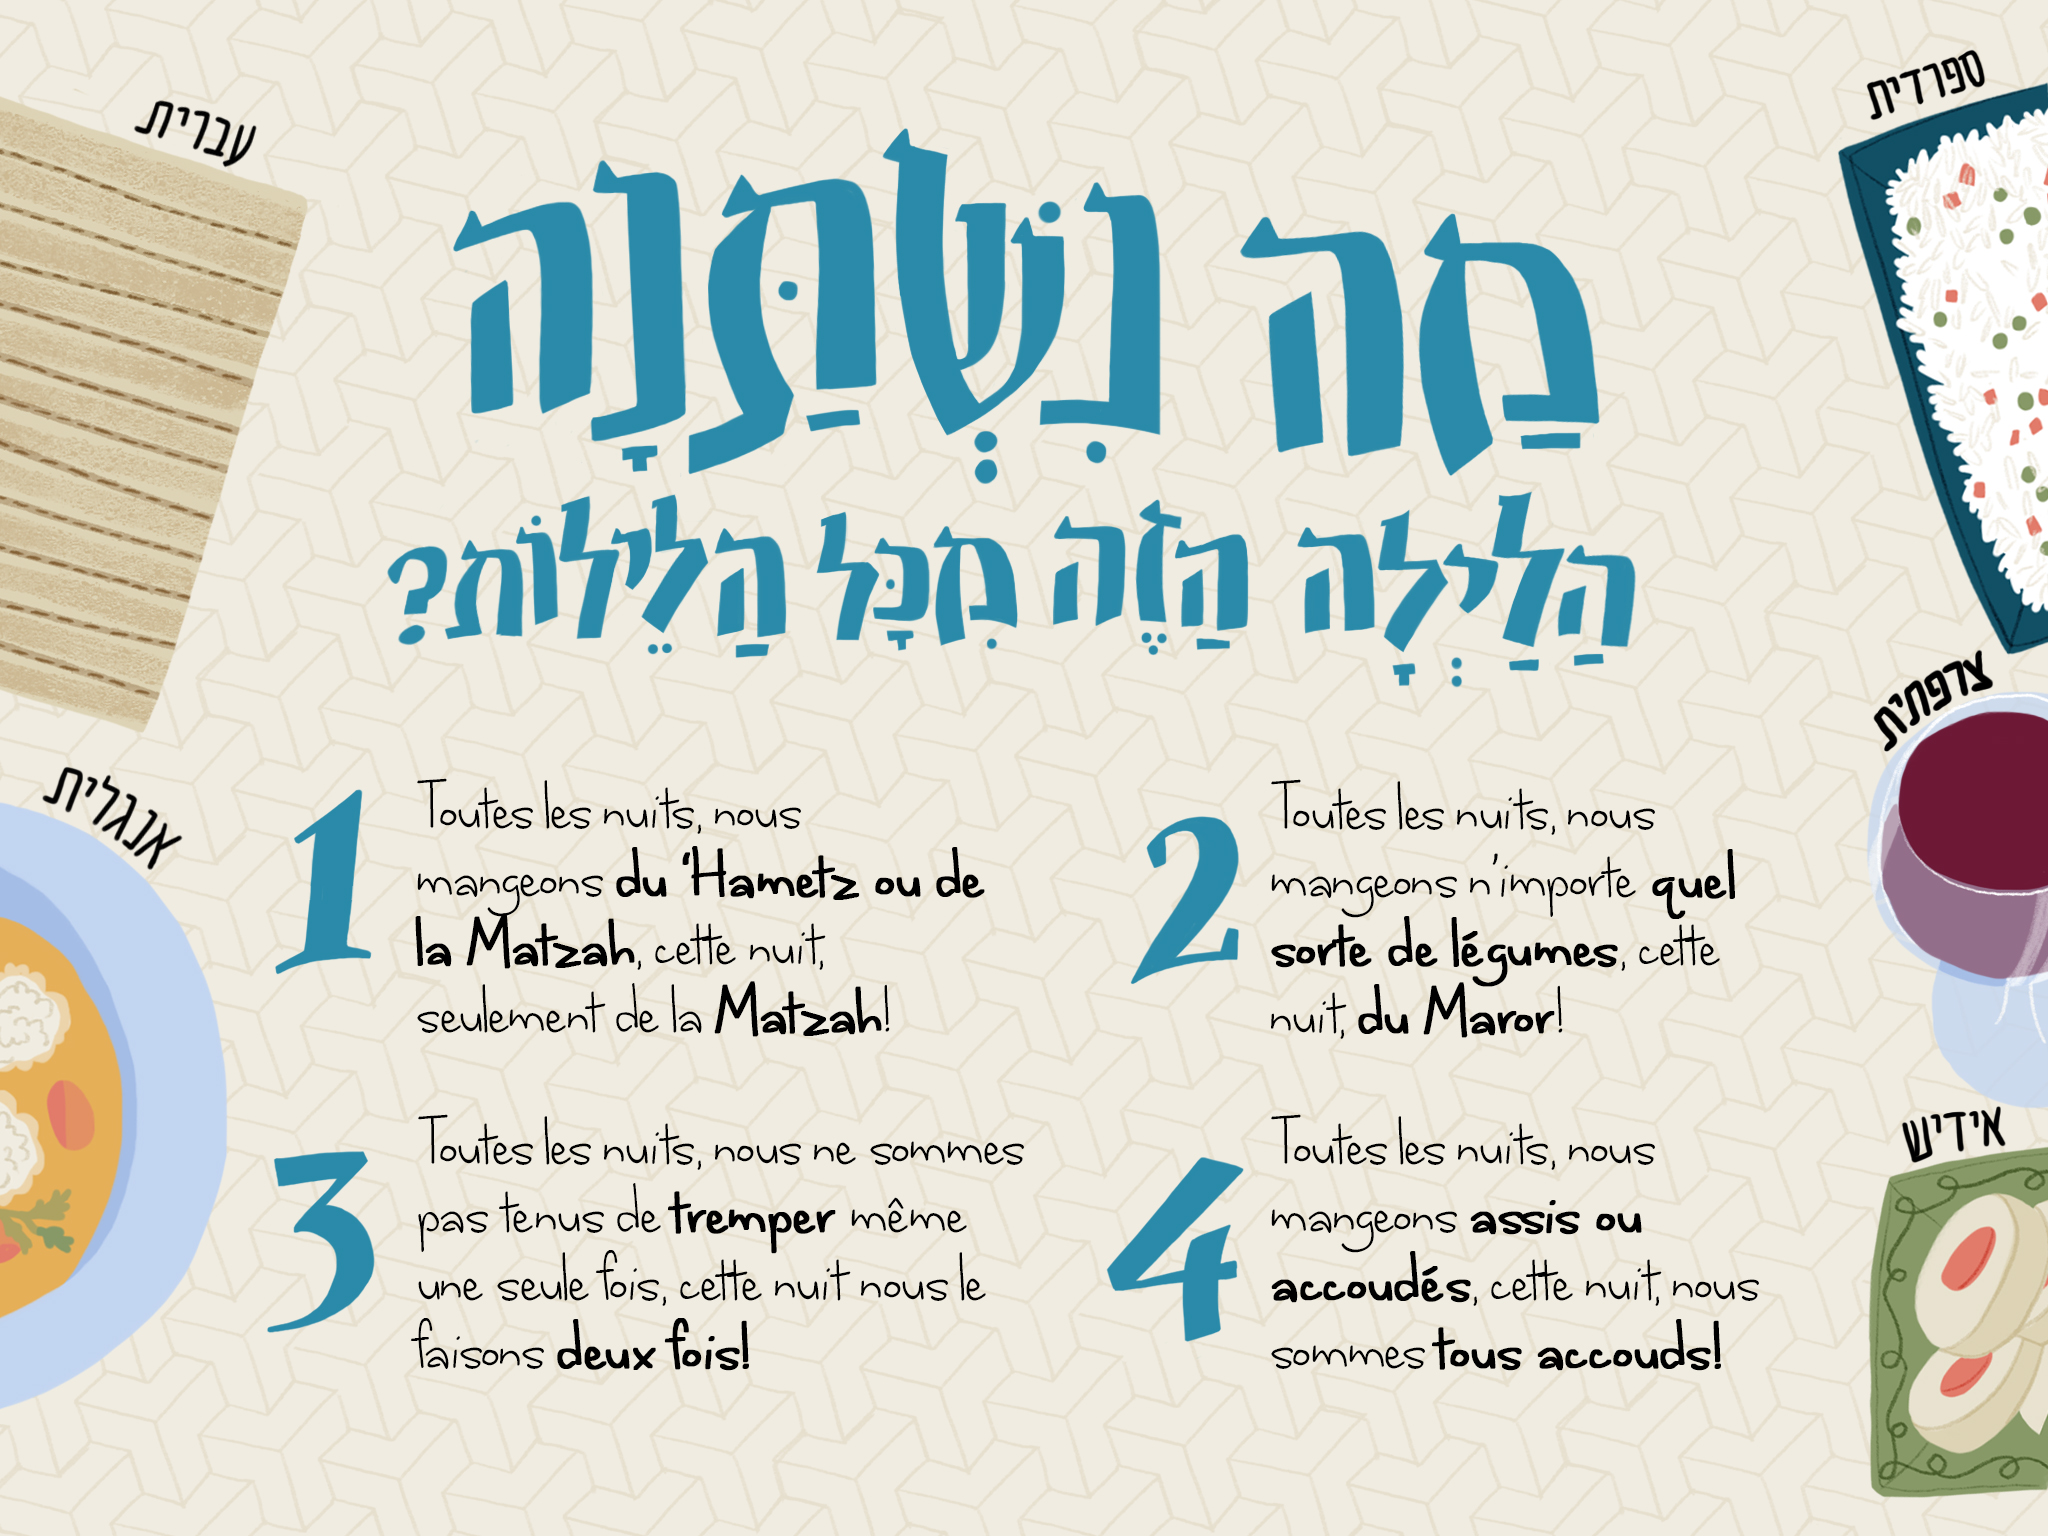 עברית
ספרדית
מַה נִשְׁתַּנָה
הַלַּיְלָה הַזֶה מִכָּל הַלֵילוֹת?
צרפתית
אנגלית
1
Toutes les nuits, nous
mangeons du ‘Hametz ou de
la Matzah, cette nuit,
seulement de la Matzah!
2
Toutes les nuits, nous
mangeons n’importe quel
sorte de légumes, cette
nuit, du Maror!
אידיש
3
Toutes les nuits, nous ne sommes
pas tenus de tremper même
une seule fois, cette nuit nous le
faisons deux fois!
4
Toutes les nuits, nous
mangeons assis ou
accoudés, cette nuit, nous
sommes tous accouds!